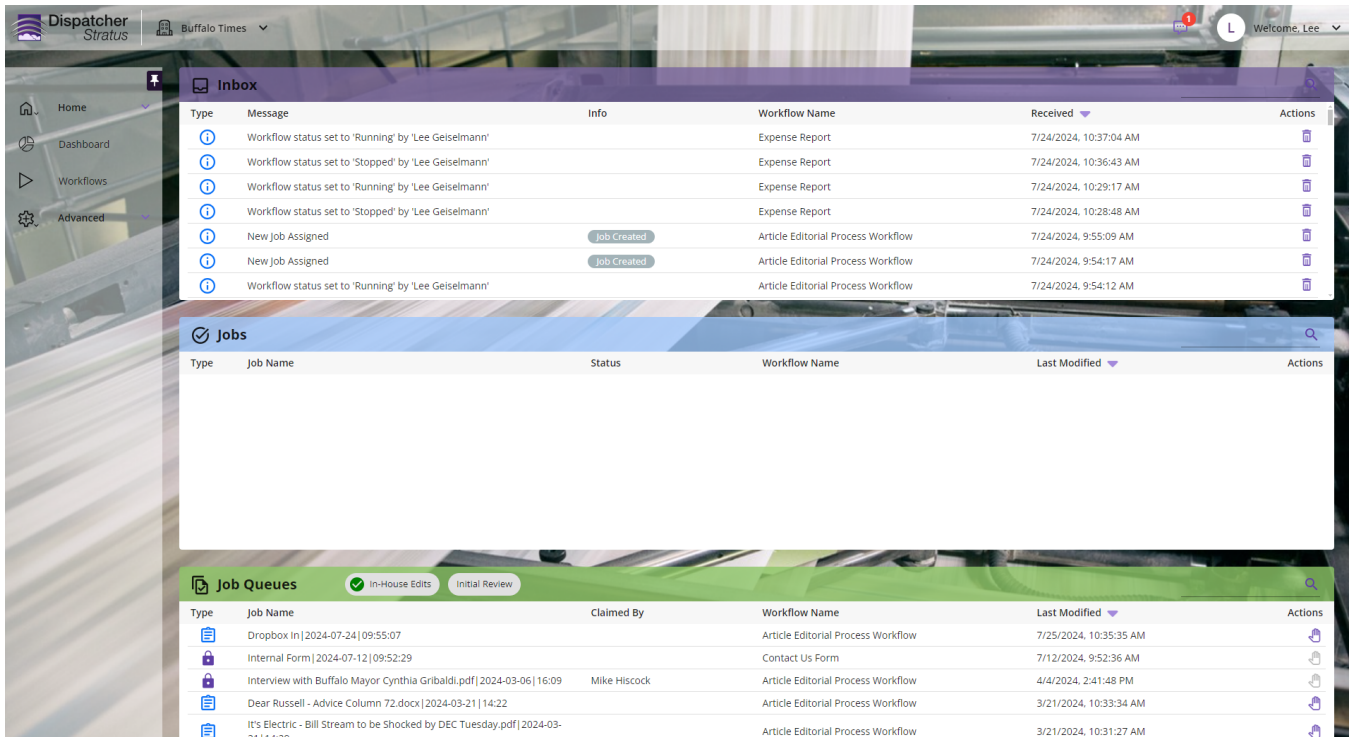 Dispatcher
Stratus
Buffalo Times
1
L
Welcome, Lee
Home
Dashboard
Workflows
Advanced
Inbox
Type Message Info Workflow Name Received Actions
Workflow status set to 'Running' by 'Lee Geiselmann' Expense Report 7/24/2024, 10:37:04 AM
Workflow status set to 'Stopped' by 'Lee Geiselmann' Expense Report 7/24/2024, 10:36:43 AM
Workflow status set to 'Running' by 'Lee Geiselmann' Expense Report 7/24/2024, 10:29:17 AM
Workflow status set to 'Stopped' by 'Lee Geiselmann' Expense Report 7/24/2024, 10:28:48 AM
New Job Assigned Job Created Article Editorial Process Workflow 7/24/2024, 9:55:09 AM
New Job Assigned Job Created Article Editorial Process Workflow 7/24/2024, 9:54:17 AM
Workflow status set to 'Running' by 'Lee Geiselmann' Article Editorial Process Workflow 7/24/2024, 9:54:12 AM
Jobs
Type Job Name Status Workflow Name Last Modified Actions
Job Queues In-House Edits Initial Review
Type Job Name Claimed By Workflow Name Last Modified Actions
Dropbox In|2024-07-24|09:55:07 Article Editorial Process Workflow 7/25/2024, 10:35:35 AM
Internal Form|2024-07-12|09:52:29 Contact Us Form 7/12/2024, 9:52:36 AM
Interview with Buffalo Mayor Cynthia Gribaldi.pdf|2024-03-06|16:09 Mike Hiscock Article Editorial Process Workflow 4/4/2024, 2:41:48 PM
Dear Russell - Advice Column 72.docx|2024-03-21|14:22 Article Editorial Process Workflow 3/21/2024, 10:33:34 AM
It's Electric - Bill Stream to be Shocked by DEC Tuesday.pdf|2024-03- Article Editorial Process Workflow 3/21/2024, 10:31:27 AM